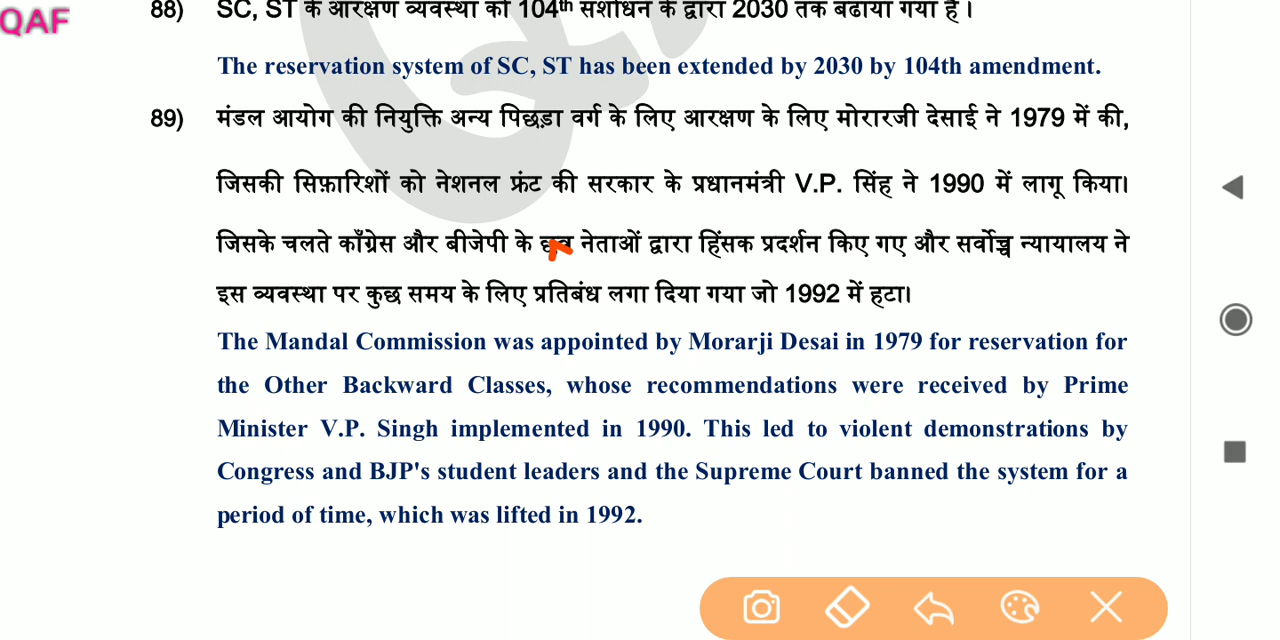 QAF
88) SC, ST के आरक्षण व्यवस्था को 104th संशोधन के द्वारा 2030 तक बढाया गया है।
The reservation system of SC, ST has been extended by 2030 by 104th amendment.
89) मंडल आयोग की नियुक्ति अन्य पिछड़ा वर्ग के लिए आरक्षण के लिए मोरारजी देसाई ने 1979 में की,
जिसकी सिफ़ारिशों को नेशनल फ्रंट की सरकार के प्रधानमंत्री V.P. सिंह ने 1990 में लागू किया।
जिसके चलते काँग्रेस और बीजेपी के नेताओं द्वारा हिंसक प्रदर्शन किए गए और सर्वोच्च न्यायालय ने
इस व्यवस्था पर कुछ समय के लिए प्रतिबंध लगा दिया गया जो 1992 में हटा।
The Mandal Commission was appointed by Morarji Desai in 1979 for reservation for
the Other Backward Classes, whose recommendations were received by Prime
Minister V.P. Singh implemented in 1990. This led to violent demonstrations by
Congress and BJP's student leaders and the Supreme Court banned the system for a
period of time, which was lifted in 1992.